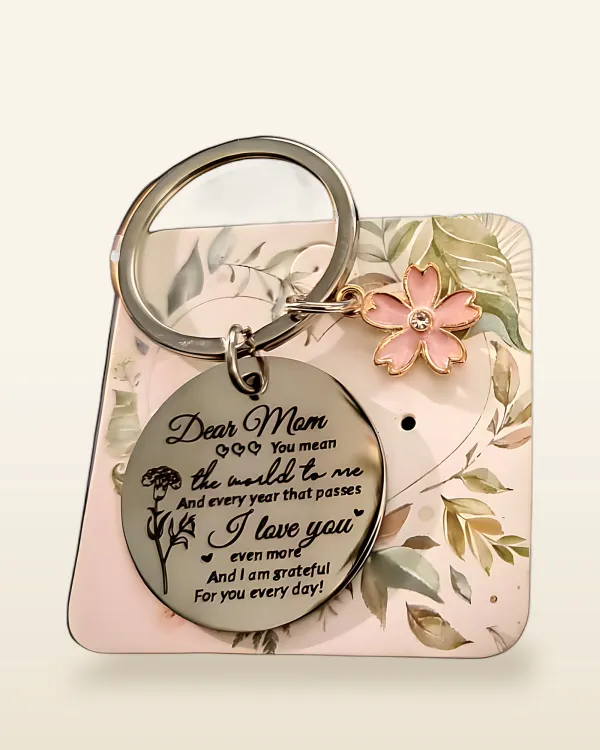 Dear Mom
You mean
the world to me
And every year that passes
I love you
even more
And I am grateful
For you every day!